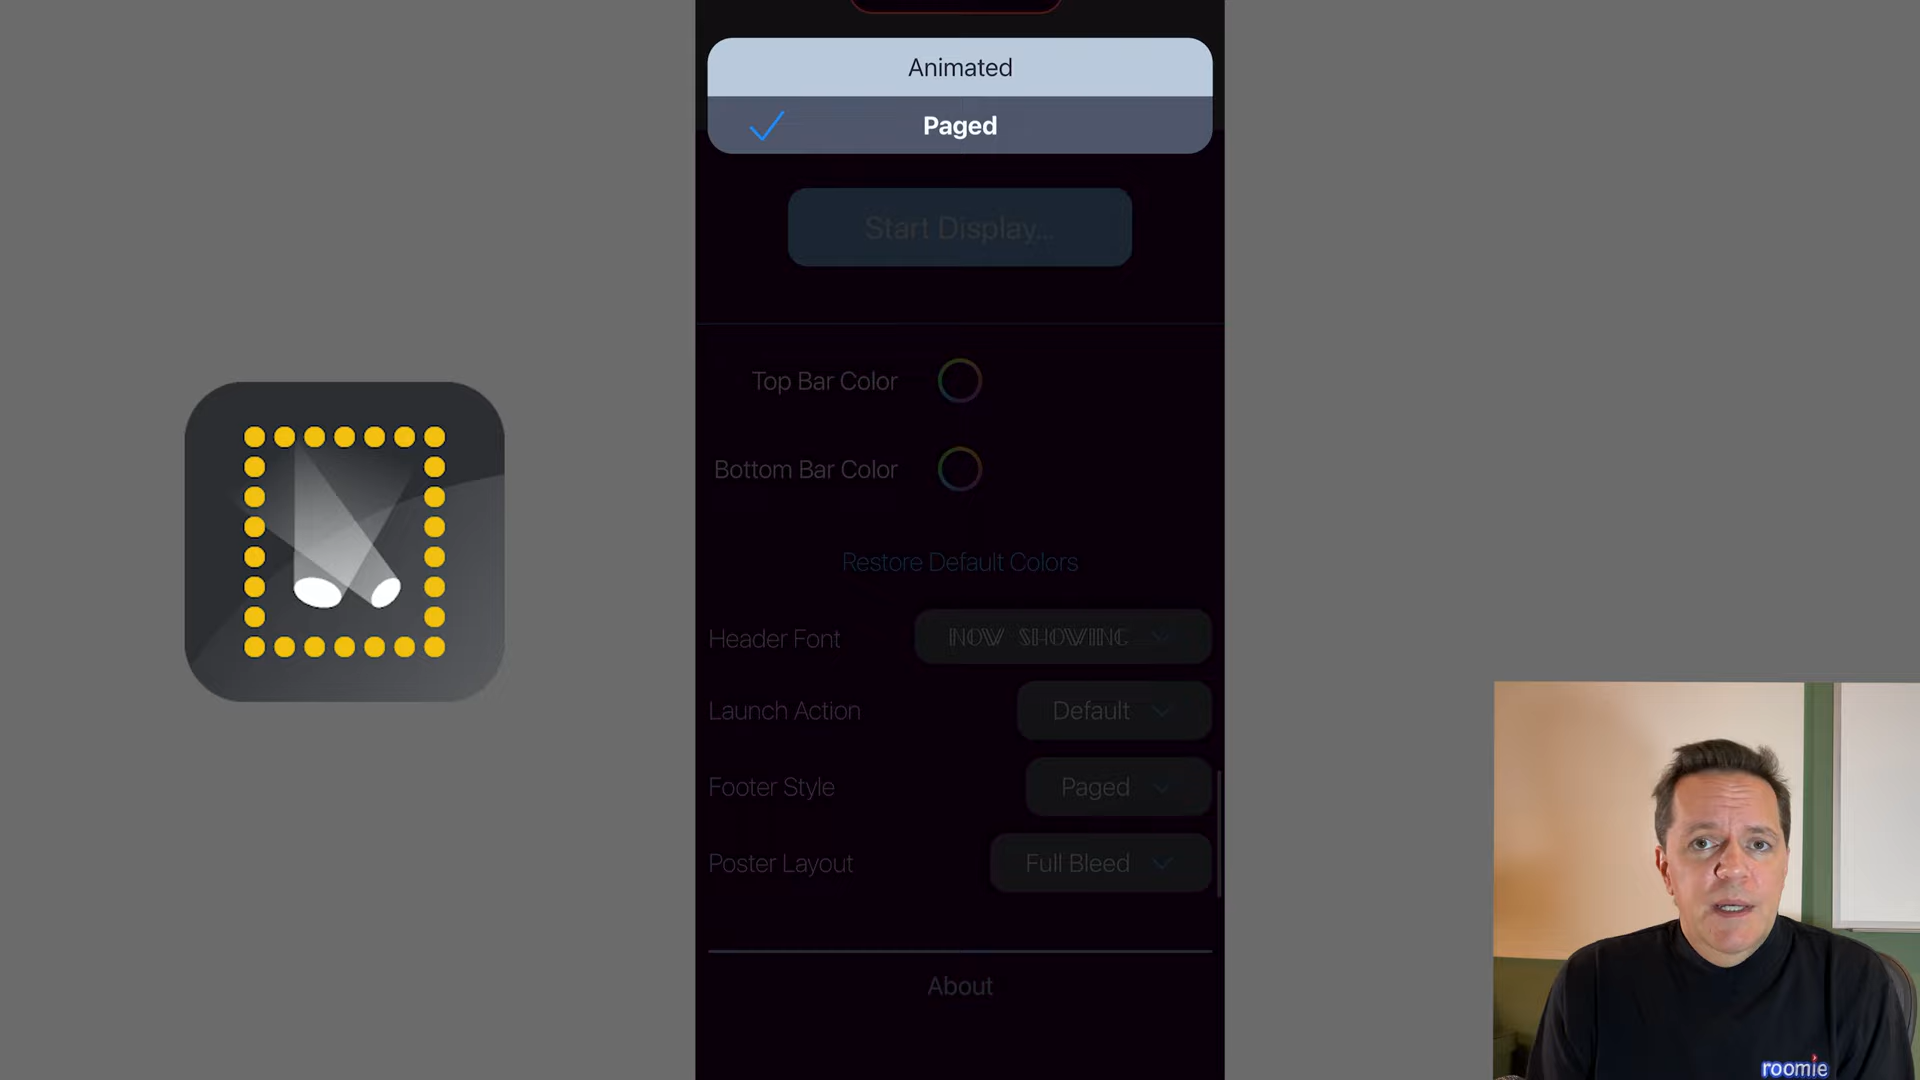 Animated
Paged
Start Display...
Top Bar Color
Bottom Bar Color
Restore Default Colors
Header Font
NOW SHOWING
Launch Action
Default
Footer Style
Paged
Poster Layout
Full Bleed
About
roomie